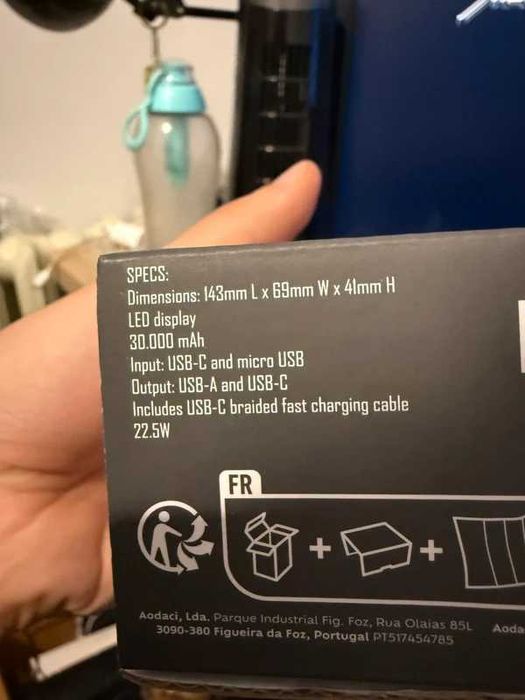 SPECS:
Dimensions: 143mm L x 69mm W x 41mm H
LED display
30.000 mAh
Input: USB-C and micro USB
Output: USB-A and USB-C
Includes USB-C braided fast charging cable
22.5W
FR
+ +
Aodaci, Lda. Parque Industrial Fig. Foz, Rua Olaias 85L
3090-380 Figueira da Foz, Portugal PT517454785
Aoda